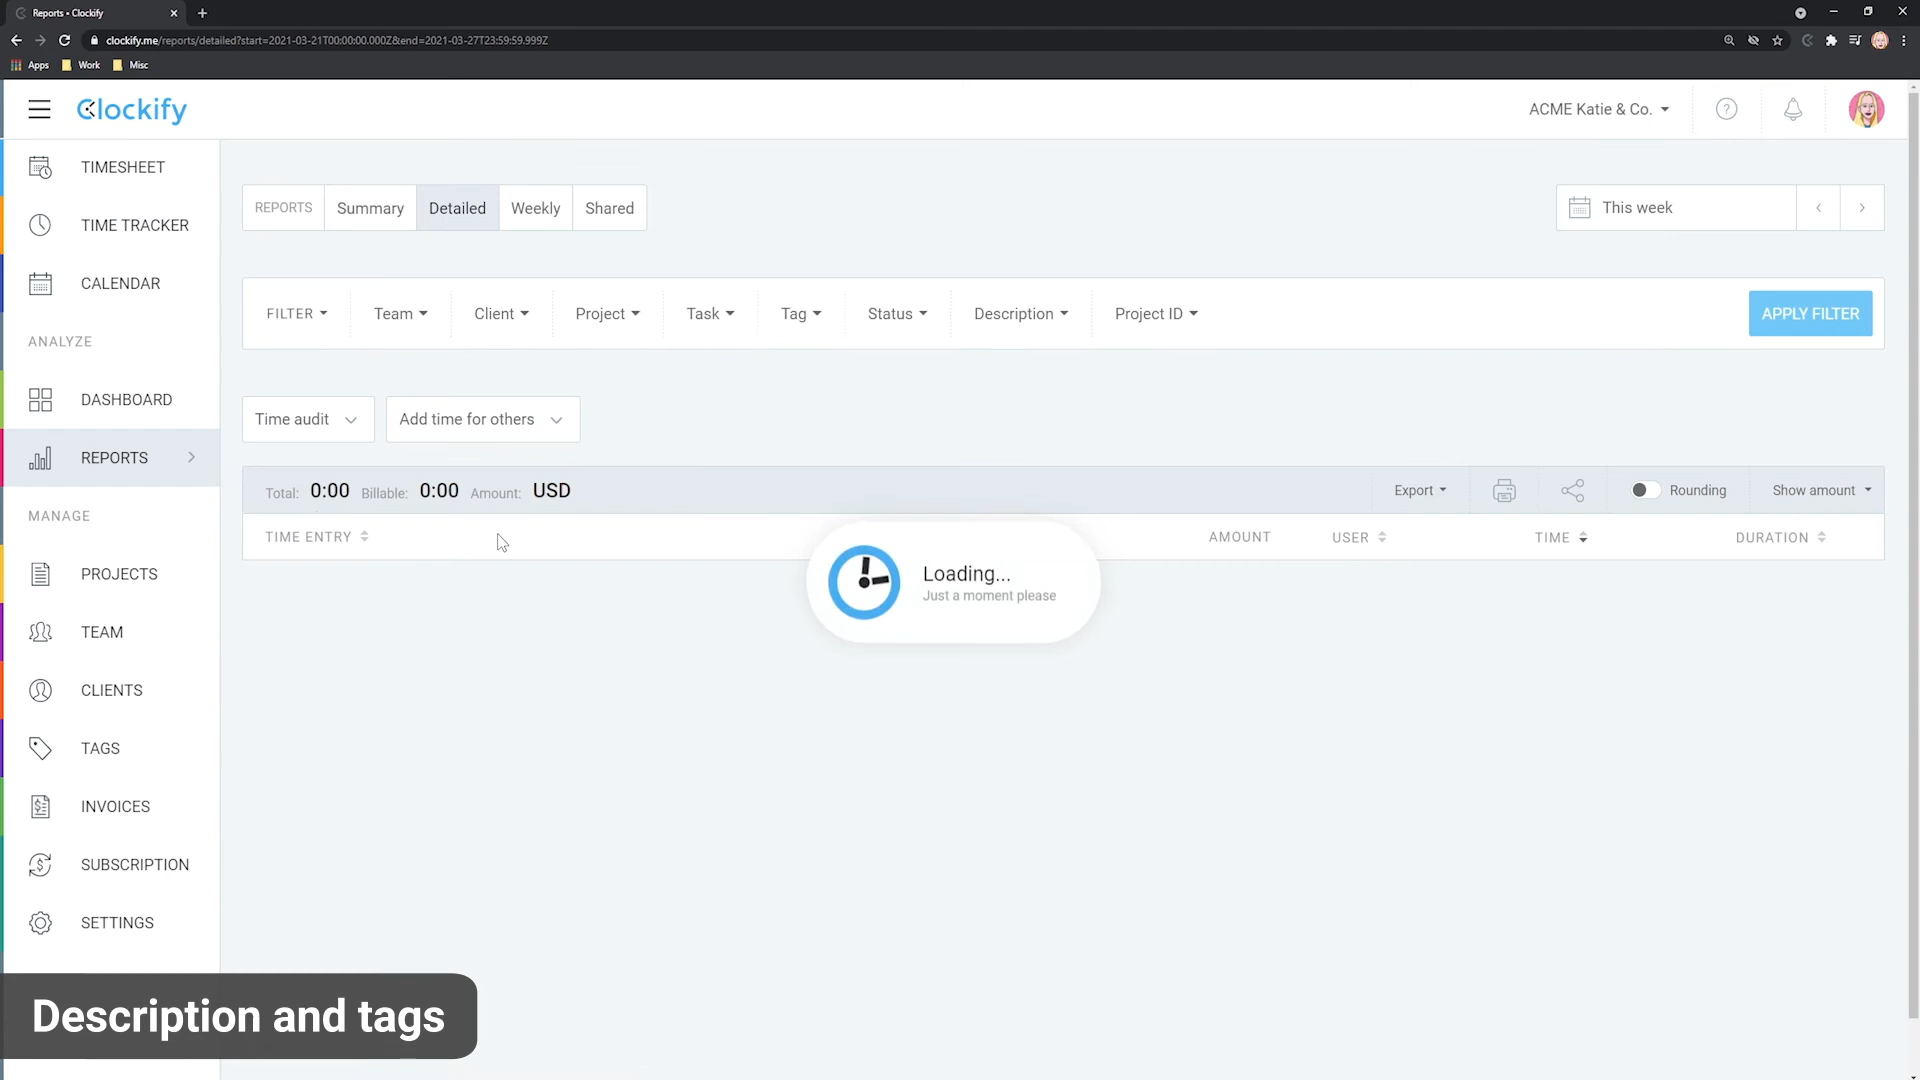 Reports • Clockify
clockify.me/reports/detailed?start=2021-03-21T00:00:00.000Z&end=2021-03-27T23:59:59.999Z
Apps Work Misc
Clockify
ACME Katie & Co.
TIMESHEET
TIME TRACKER
CALENDAR
ANALYZE
DASHBOARD
REPORTS
MANAGE
PROJECTS
TEAM
CLIENTS
TAGS
INVOICES
SUBSCRIPTION
SETTINGS
REPORTS Summary Detailed Weekly Shared
This week
FILTER Team Client Project Task Tag Status Description Project ID APPLY FILTER
Time audit Add time for others
Total: 0:00 Billable: 0:00 Amount: USD Export Rounding Show amount
TIME ENTRY AMOUNT USER TIME DURATION
Loading...
Just a moment please
Description and tags